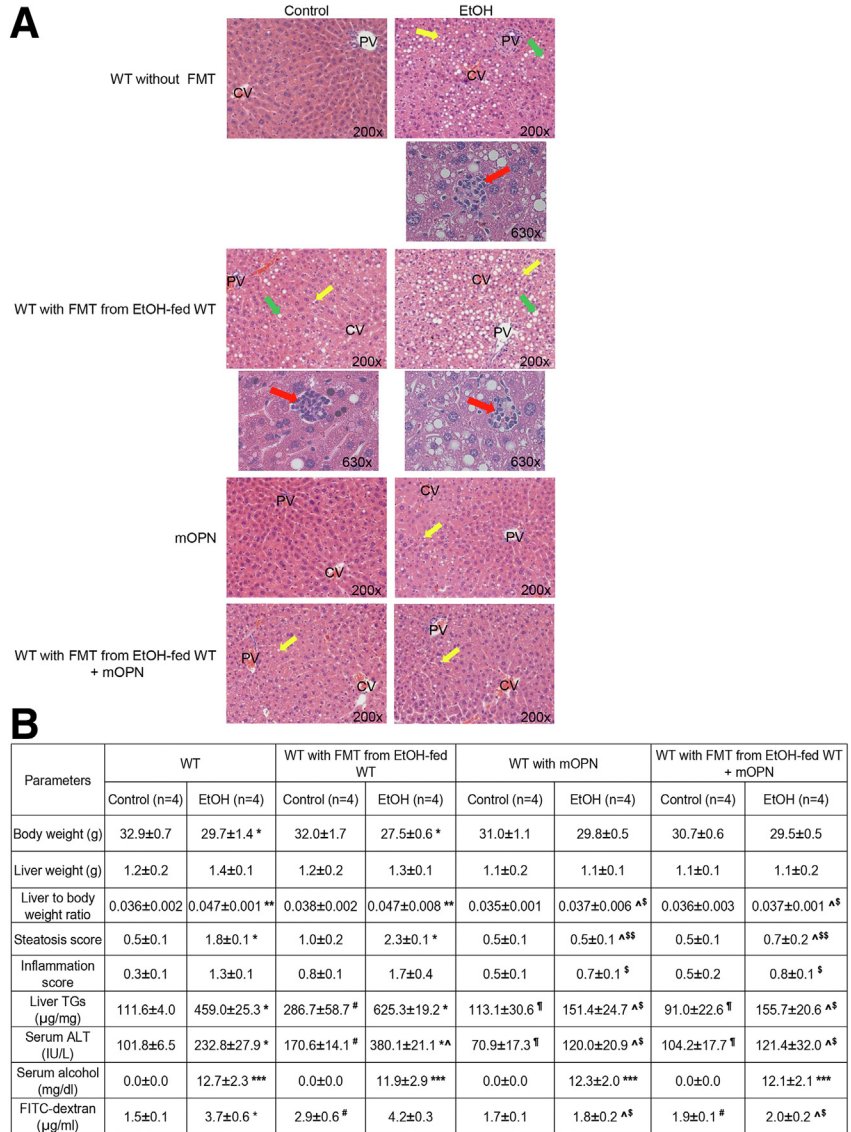 A
Control EtOH
WT without FMT
PV
CV
200x
PV
CV
200x
630x
WT with FMT from EtOH-fed WT
PV
CV
200x
CV
PV
200x
630x
630x
mOPN
PV
CV
200x
CV
PV
200x
WT with FMT from EtOH-fed WT
+ mOPN
PV
CV
200x
PV
CV
200x
B
Parameters WT WT with FMT from EtOH-fed WT WT with mOPN WT with FMT from EtOH-fed WT + mOPN
Control (n=4) EtOH (n=4) Control (n=4) EtOH (n=4) Control (n=4) EtOH (n=4) Control (n=4) EtOH (n=4)
Body weight (g) 32.9±0.7 29.7±1.4 * 32.0±1.7 27.5±0.6 * 31.0±1.1 29.8±0.5 30.7±0.6 29.5±0.5
Liver weight (g) 1.2±0.2 1.4±0.1 1.2±0.2 1.3±0.1 1.1±0.2 1.1±0.1 1.1±0.1 1.1±0.2
Liver to body weight ratio 0.036±0.002 0.047±0.001 ** 0.038±0.002 0.047±0.008 ** 0.035±0.001 0.037±0.006 ^$ 0.036±0.003 0.037±0.001 ^$
Steatosis score 0.5±0.1 1.8±0.1 * 1.0±0.2 2.3±0.1 * 0.5±0.1 0.5±0.1 ^$$ 0.5±0.1 0.7±0.2 ^$$
Inflammation score 0.3±0.1 1.3±0.1 0.8±0.1 1.7±0.4 0.5±0.1 0.7±0.1 $ 0.5±0.2 0.8±0.1 $
Liver TGs (µg/mg) 111.6±4.0 459.0±25.3 * 286.7±58.7 # 625.3±19.2 * 113.1±30.6 ¶ 151.4±24.7 ^$ 91.0±22.6 ¶ 155.7±20.6 ^$
Serum ALT (IU/L) 101.8±6.5 232.8±27.9 * 170.6±14.1 # 380.1±21.1 *^ 70.9±17.3 ¶ 120.0±20.9 ^$ 104.2±17.7 ¶ 121.4±32.0 ^$
Serum alcohol (mg/dl) 0.0±0.0 12.7±2.3 *** 0.0±0.0 11.9±2.9 *** 0.0±0.0 12.3±2.0 *** 0.0±0.0 12.1±2.1 ***
FITC-dextran (µg/ml) 1.5±0.1 3.7±0.6 * 2.9±0.6 # 4.2±0.3 1.7±0.1 1.8±0.2 ^$ 1.9±0.1 # 2.0±0.2 ^$